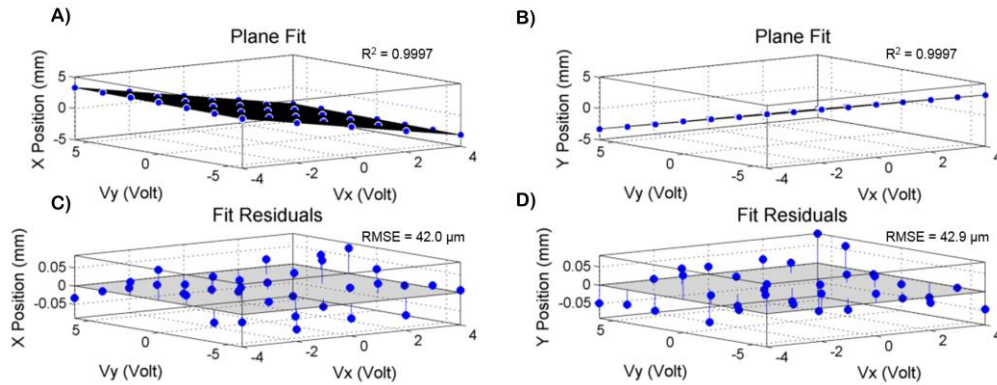 A)
Plane Fit
R² = 0.9997
X Position (mm)
5
0
-5
5
0
-5
Vy (Volt)
-4
-2
0
2
4
Vx (Volt)
B)
Plane Fit
R² = 0.9997
Y Position (mm)
5
0
-5
5
0
-5
Vy (Volt)
-4
-2
0
2
4
Vx (Volt)
C)
Fit Residuals
RMSE = 42.0 µm
X Position (mm)
0.05
0
-0.05
5
0
-5
Vy (Volt)
-4
-2
0
2
4
Vx (Volt)
D)
Fit Residuals
RMSE = 42.9 µm
Y Position (mm)
0.05
0
-0.05
5
0
-5
Vy (Volt)
-4
-2
0
2
4
Vx (Volt)